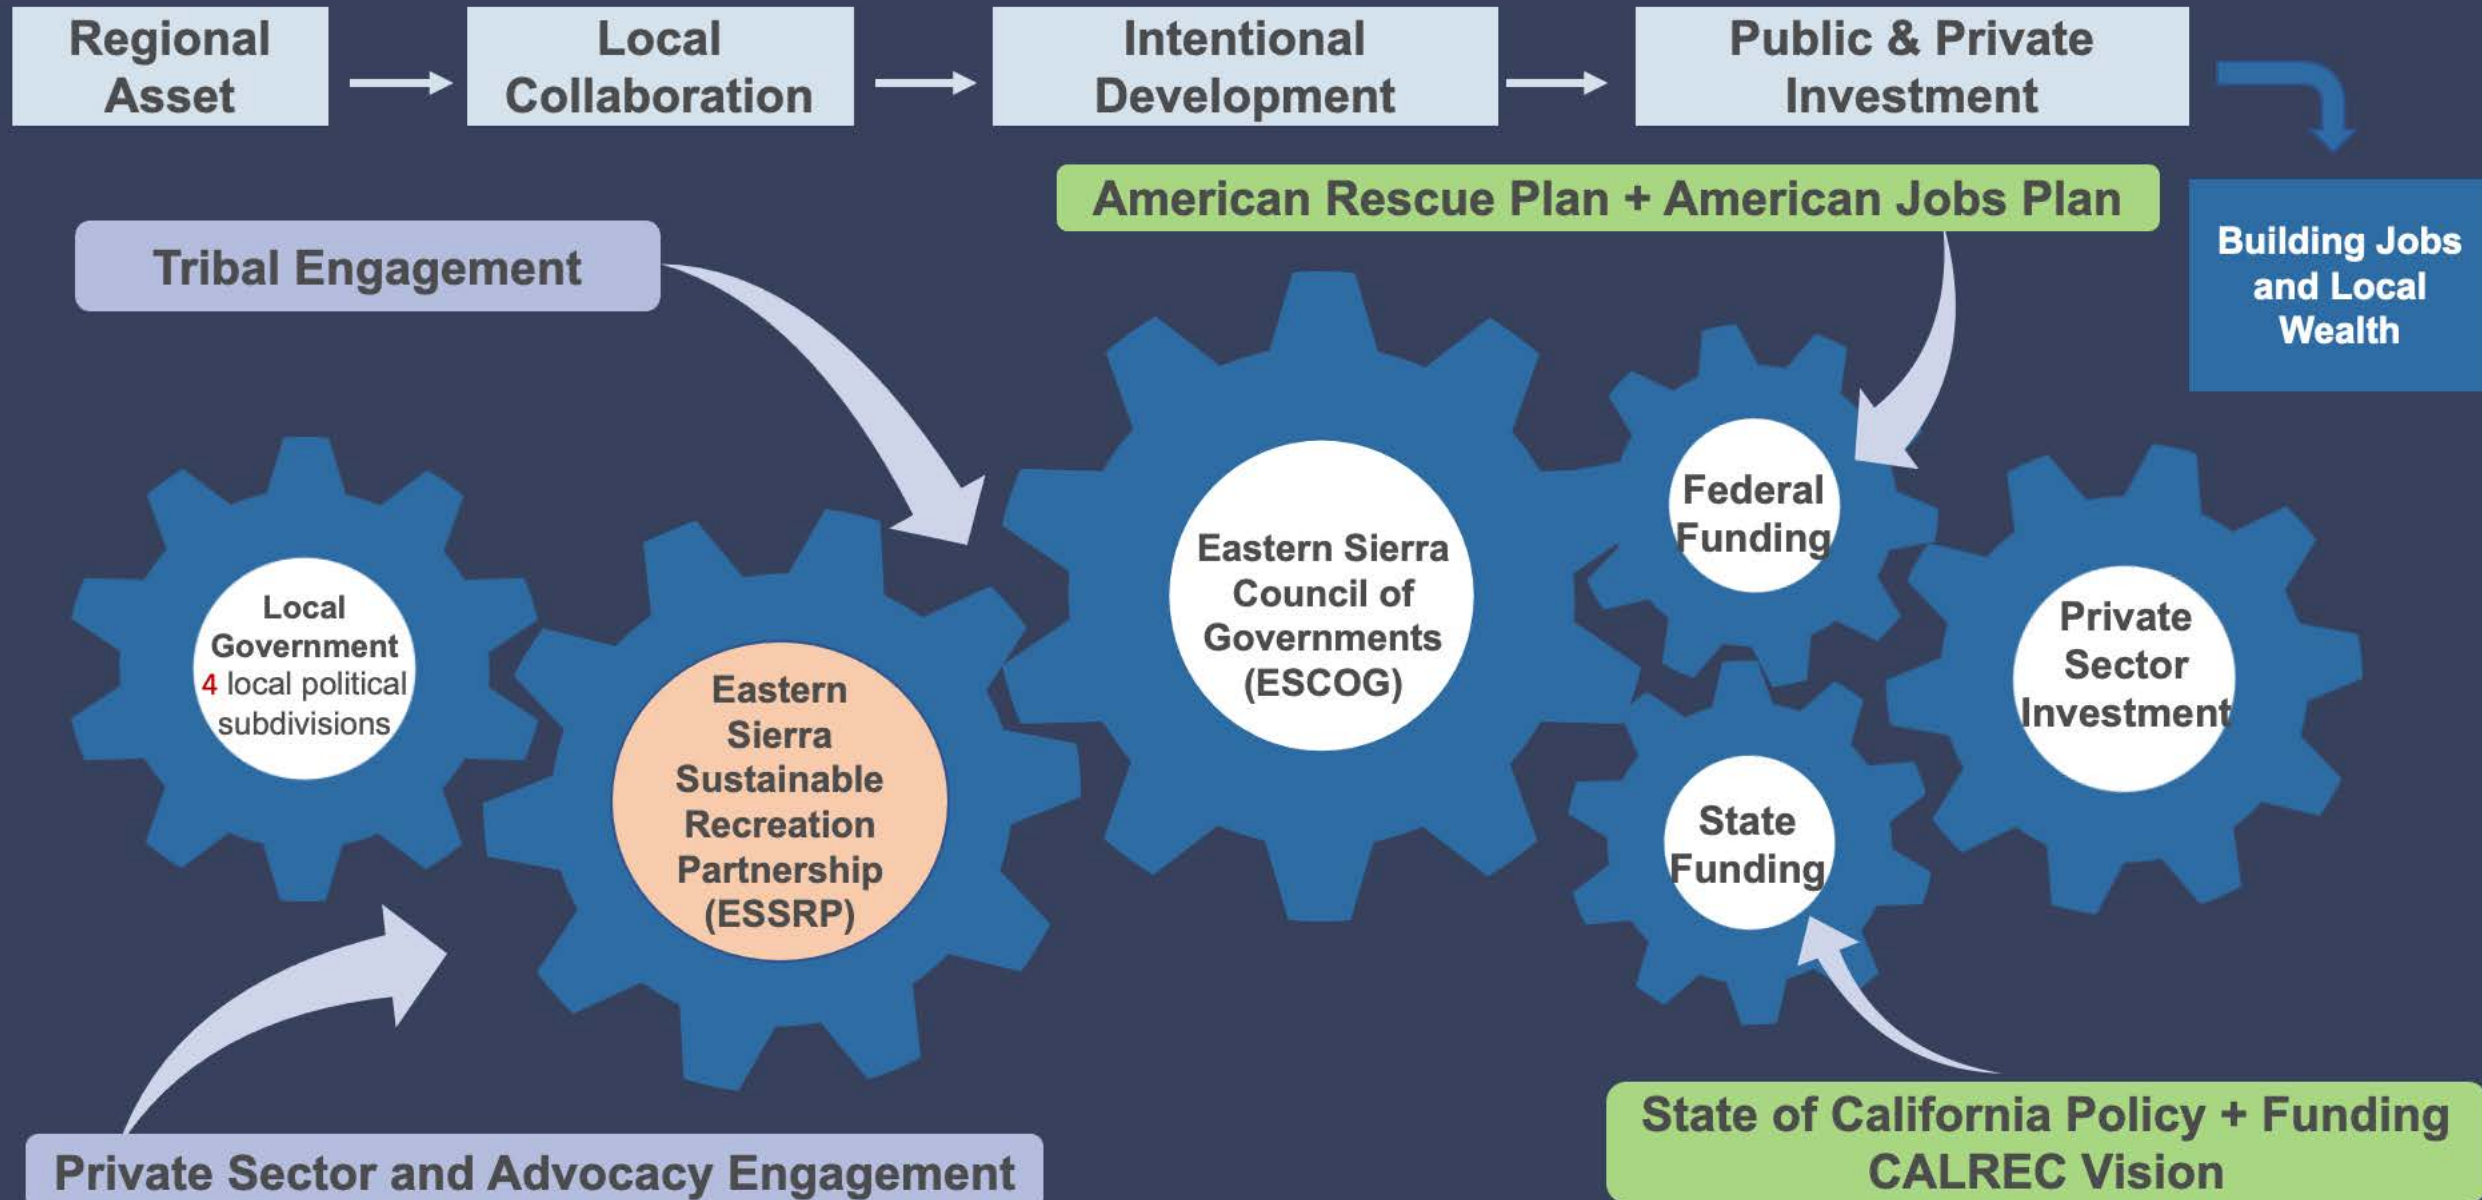 Regional
Asset
Local
Collaboration
Intentional
Development
Public & Private
Investment
American Rescue Plan + American Jobs Plan
Building Jobs
and Local
Wealth
Tribal Engagement
Local
Government
4 local political
subdivisions
Eastern
Sierra
Sustainable
Recreation
Partnership
(ESSRP)
Eastern Sierra
Council of
Governments
(ESCOG)
Federal
Funding
State
Funding
Private
Sector
Investment
Private Sector and Advocacy Engagement
State of California Policy + Funding
CALREC Vision